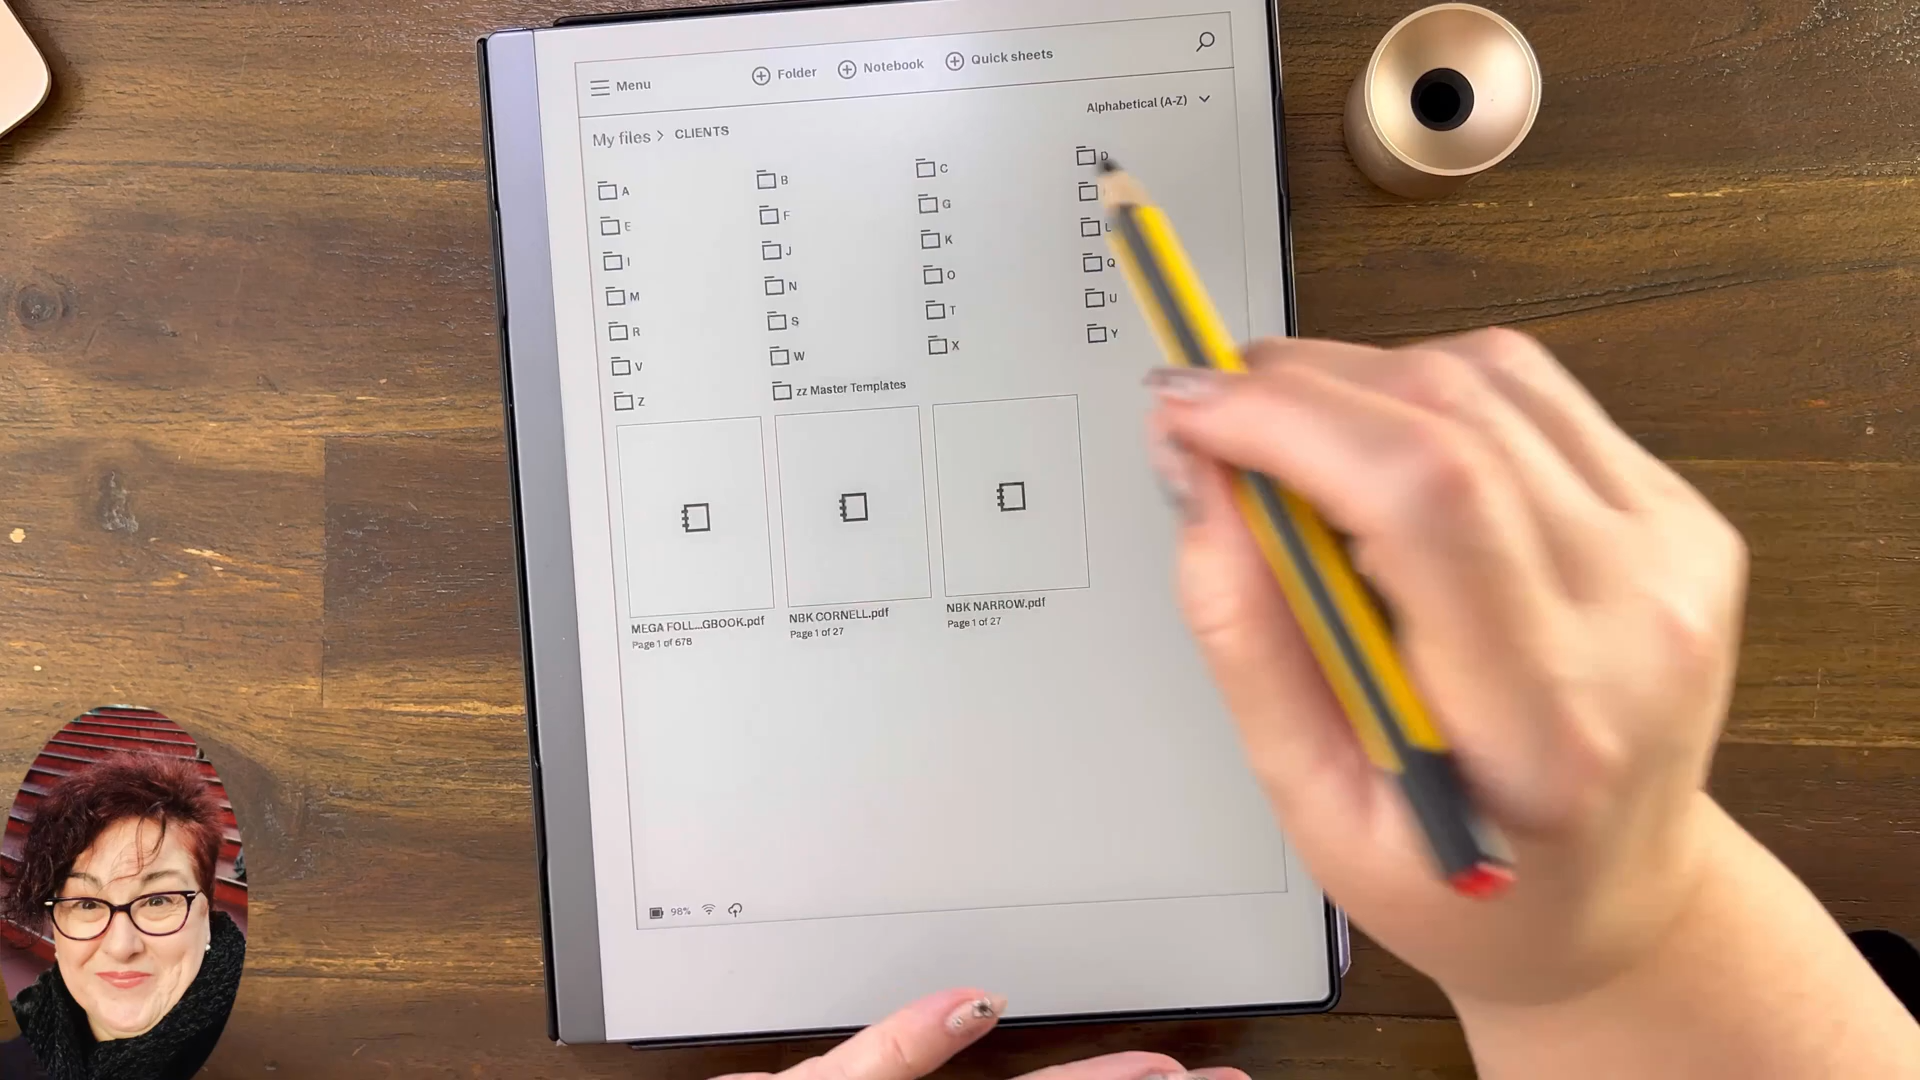 Menu
Folder
Notebook
Quick sheets
Alphabetical (A-Z)
My files > CLIENTS
A B C D
E F G
I J K L
M N O Q
R S T U
V W X Y
Z zz Master Templates
MEGA FOLL...GBOOK.pdf
Page 1 of 678
NBK CORNELL.pdf
Page 1 of 27
NBK NARROW.pdf
Page 1 of 27
98%